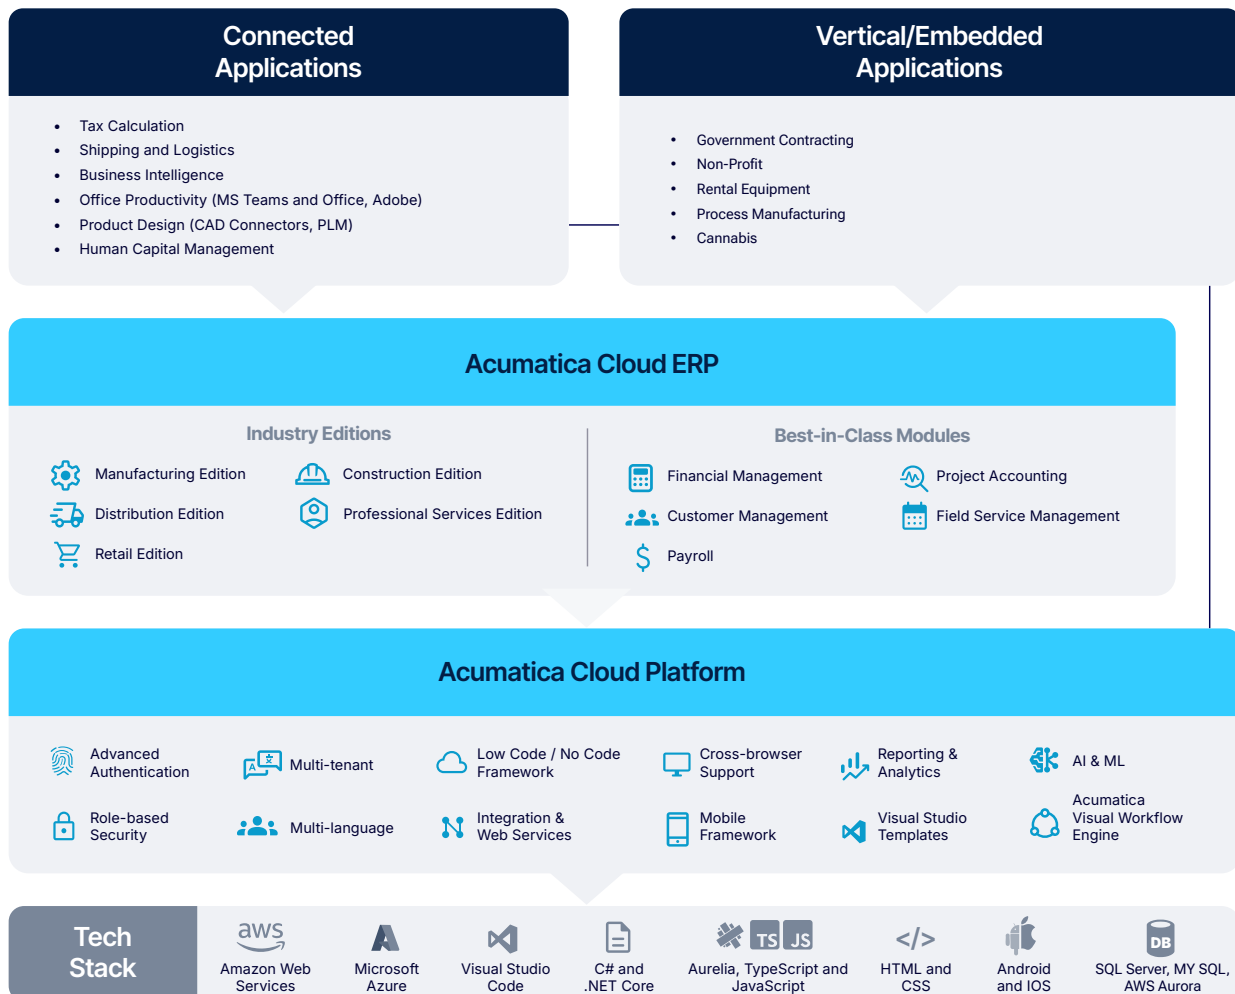 Connected
Applications
Tax Calculation
Shipping and Logistics
Business Intelligence
Office Productivity (MS Teams and Office, Adobe)
Product Design (CAD Connectors, PLM)
Human Capital Management
Vertical/Embedded
Applications
Government Contracting
Non-Profit
Rental Equipment
Process Manufacturing
Cannabis
Acumatica Cloud ERP
Industry Editions
Manufacturing Edition
Construction Edition
Distribution Edition
Professional Services Edition
Retail Edition
Best-in-Class Modules
Financial Management
Project Accounting
Customer Management
Field Service Management
$
Payroll
Acumatica Cloud Platform
Advanced
Authentication
A
Multi-tenant
Low Code / No Code
Framework
Cross-browser
Support
Reporting &
Analytics
AI & ML
Role-based
Security
Multi-language
Integration &
Web Services
Mobile
Framework
Visual Studio
Templates
Acumatica
Visual Workflow
Engine
Tech
Stack
aws
Amazon Web
Services
Microsoft
Azure
Visual Studio
Code
C# and
.NET Core
TS JS
Aurelia, TypeScript and
JavaScript
</>
HTML and
CSS
Android
and IOS
DB
SQL Server, MY SQL,
AWS Aurora